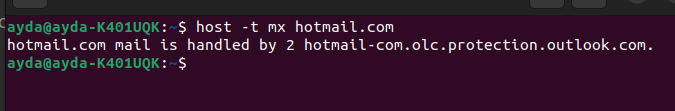 ayda@ayda-K401UQK:~$ host -t mx hotmail.com
hotmail.com mail is handled by 2 hotmail-com.olc.protection.outlook.com.
ayda@ayda-K401UQK:~$